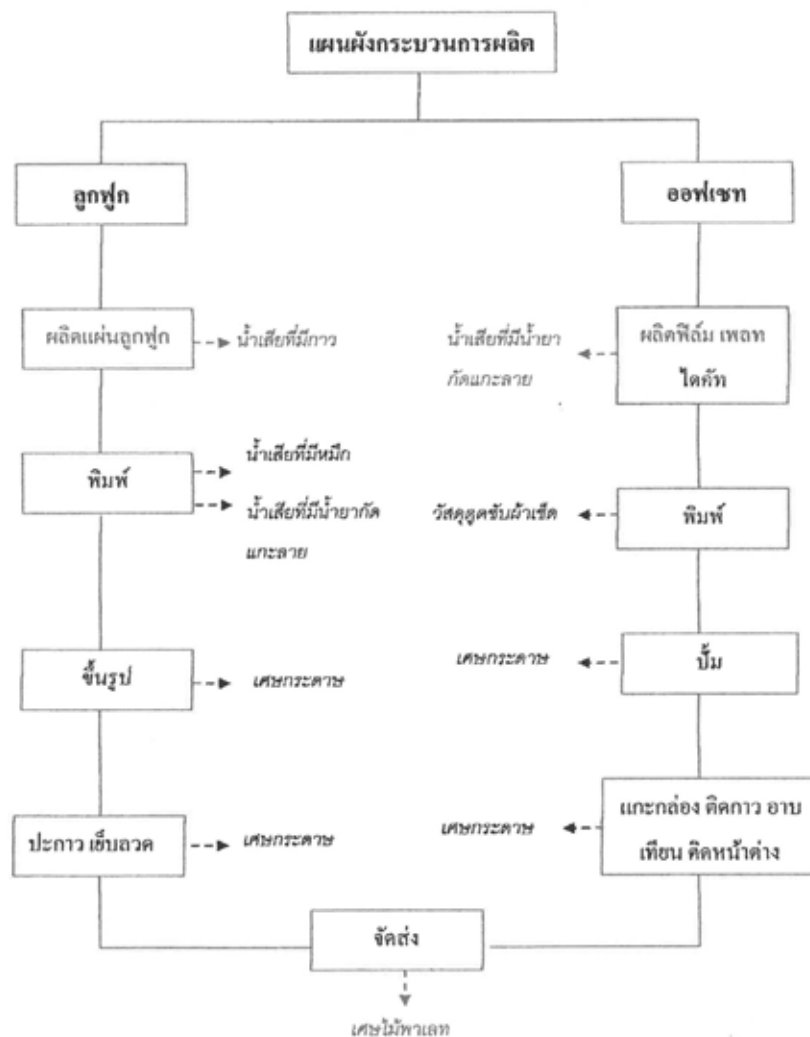 แผนผังกระบวนการผลิต
ลูกฟูก
ออฟเซท
ผลิตแผ่นลูกฟูก
น้ำเสียที่มีกาว
น้ำเสียที่มีน้ำยา
กัดแกะลาย
ผลิตฟิล์ม เพลท
ไดคัท
พิมพ์
น้ำเสียที่มีหมึก
น้ำเสียที่มีน้ำยากัด
แกะลาย
วัสดุดูดซับผ้าเช็ด
พิมพ์
ขึ้นรูป
เศษกระดาษ
เศษกระดาษ
ปั๊ม
ปะกาว เย็บลวด
เศษกระดาษ
เศษกระดาษ
แกะกล่อง ติดกาว อาบ
เทียน ติดหน้าต่าง
จัดส่ง
เศษไม้พาเลท